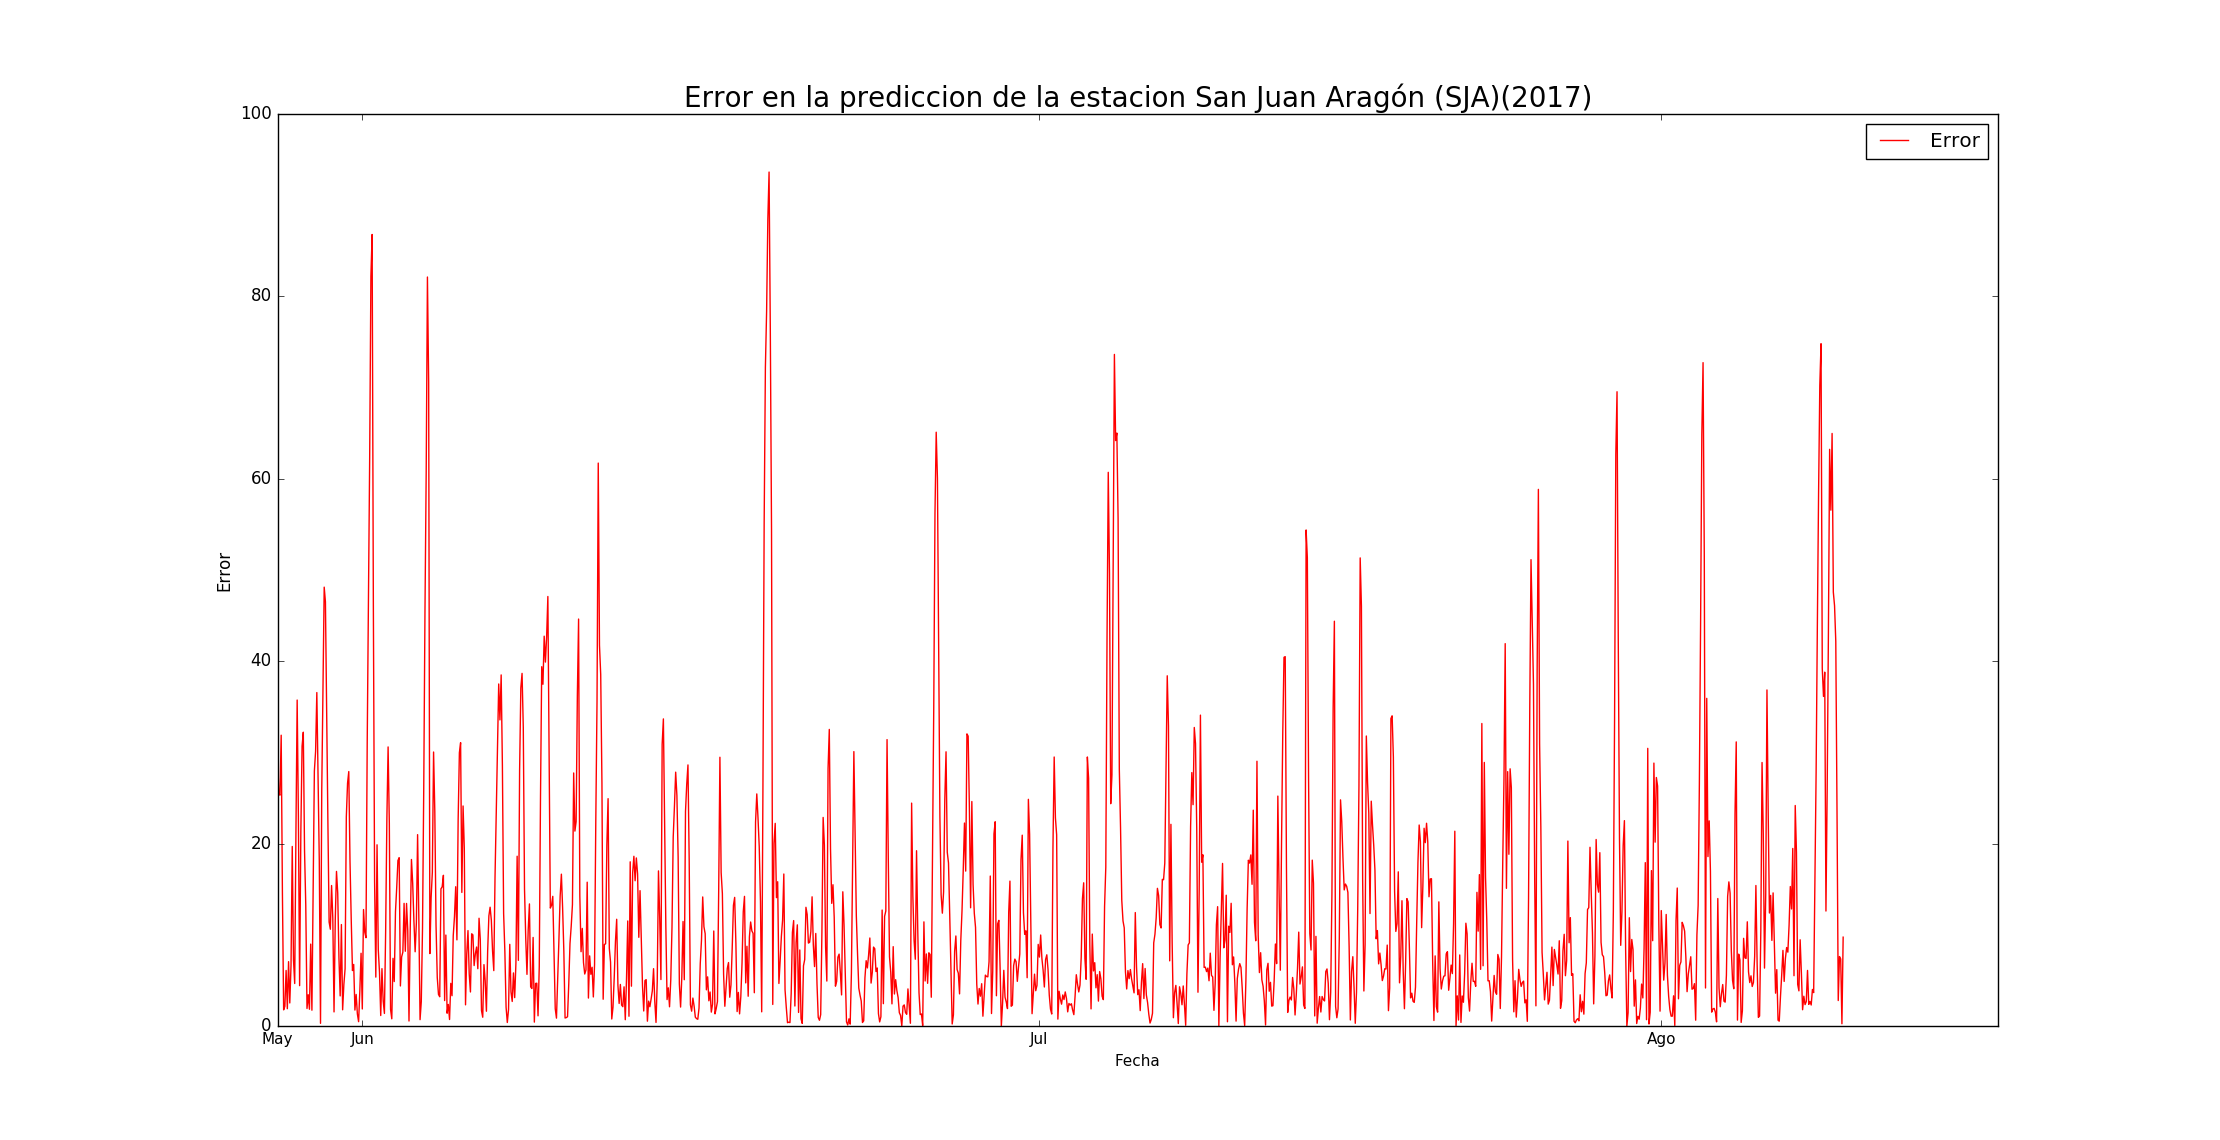 Error en la prediccion de la estacion San Juan Aragón (SJA)(2017)
100
80
60
40
20
0
Error
Error
May Jun Jul Ago
Fecha